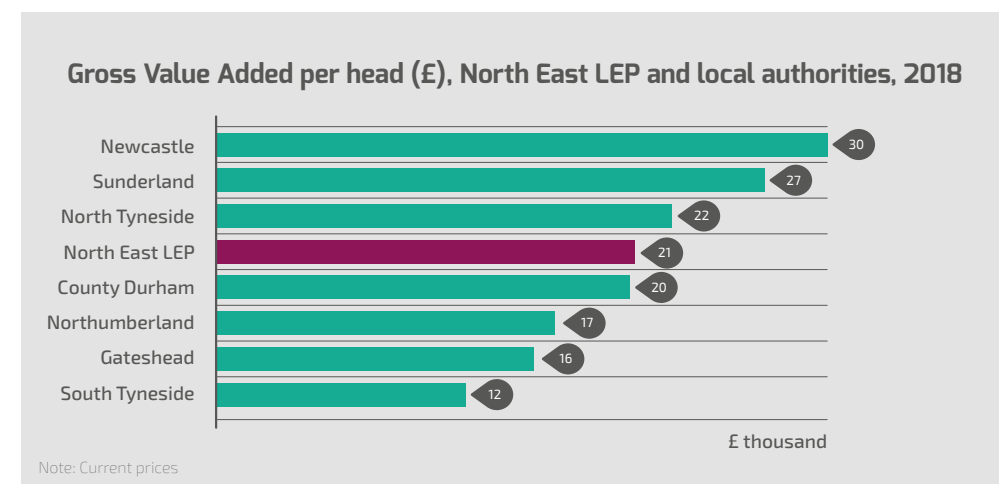 Gross Value Added per head (£), North East LEP and local authorities, 2018
Newcastle 30
Sunderland 27
North Tyneside 22
North East LEP 21
County Durham 20
Northumberland 17
Gateshead 16
South Tyneside 12
£ thousand
Note: Current prices